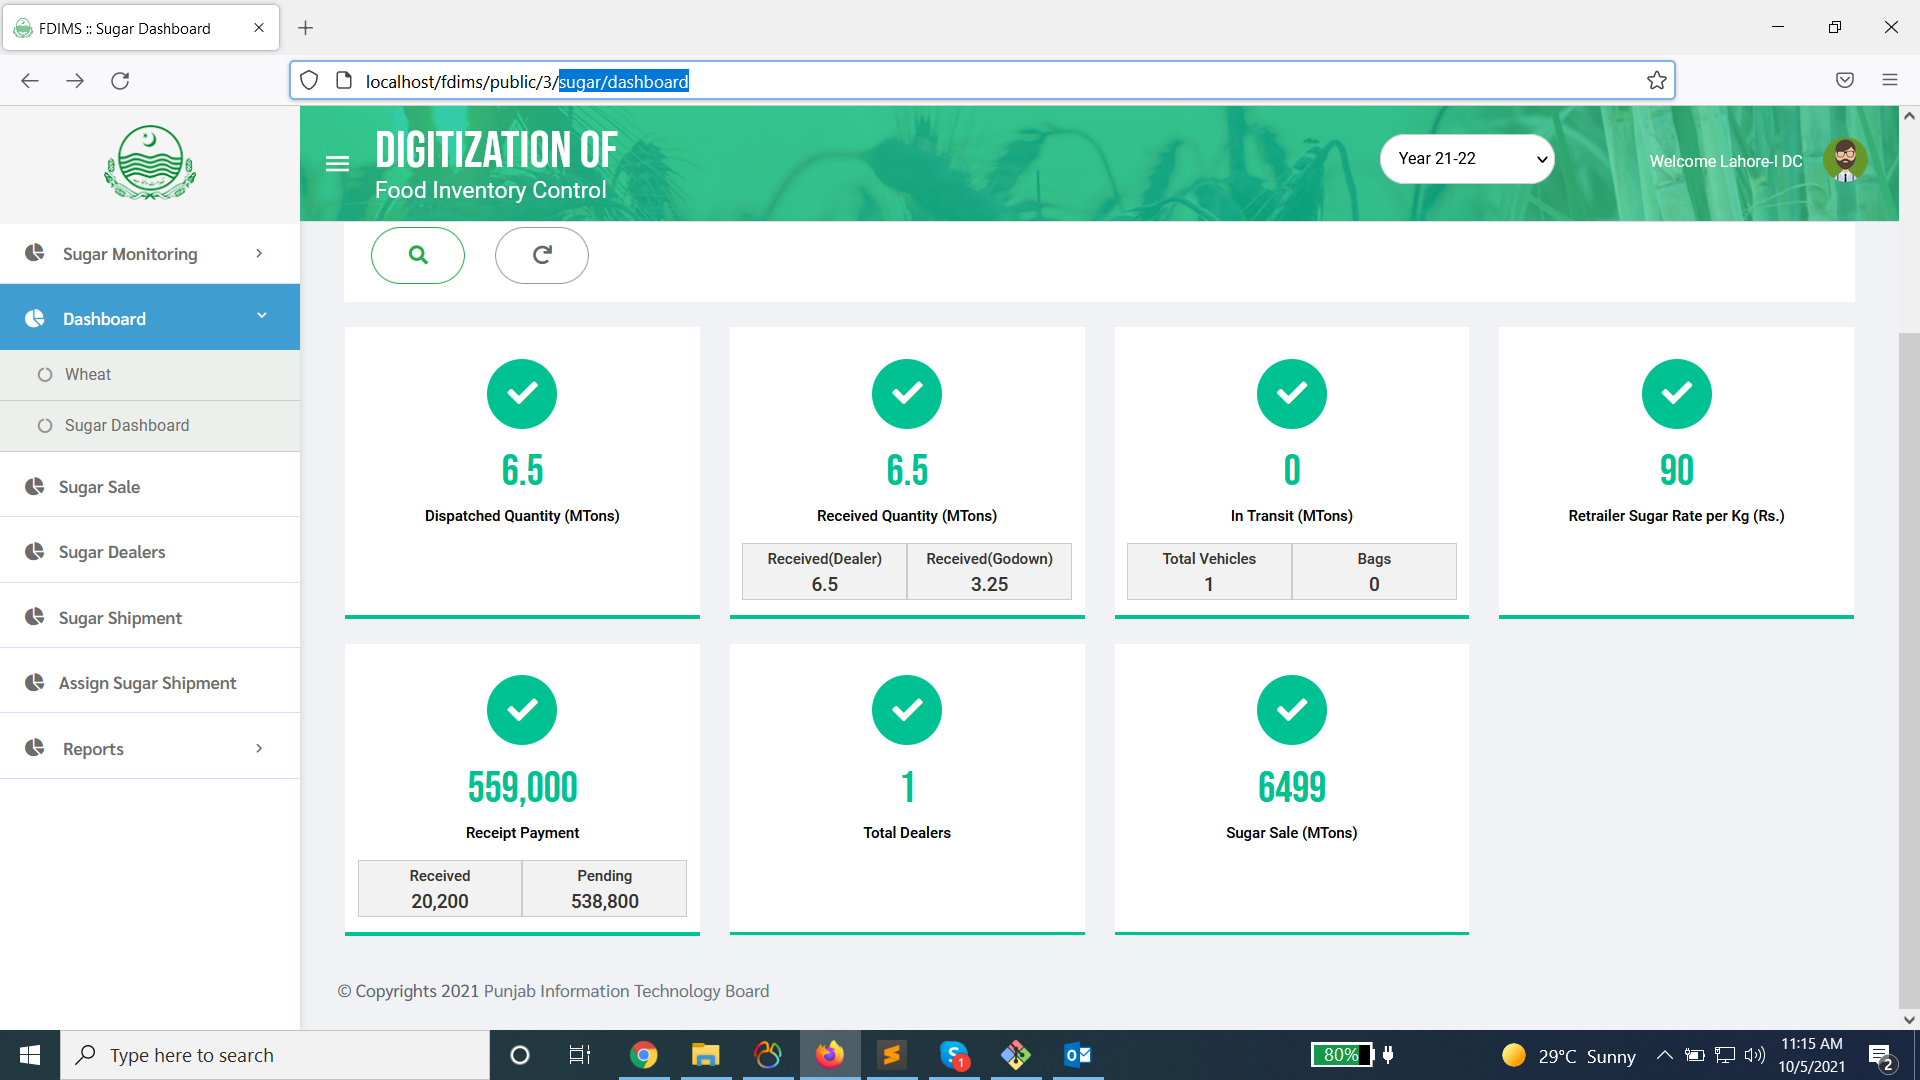 FDIMS :: Sugar Dashboard
localhost/fdims/public/3/sugar/dashboard
DIGITIZATION OF
Food Inventory Control
Year 21-22
Welcome Lahore-I DC
Sugar Monitoring
Dashboard
Wheat
Sugar Dashboard
Sugar Sale
Sugar Dealers
Sugar Shipment
Assign Sugar Shipment
Reports
6.5
Dispatched Quantity (MTons)
6.5
Received Quantity (MTons)
Received(Dealer)
6.5
Received(Godown)
3.25
0
In Transit (MTons)
Total Vehicles
1
Bags
0
90
Retrailer Sugar Rate per Kg (Rs.)
559,000
Receipt Payment
Received
20,200
Pending
538,800
1
Total Dealers
6499
Sugar Sale (MTons)
© Copyrights 2021 Punjab Information Technology Board
Type here to search
1
80%
29°C Sunny
11:15 AM
10/5/2021
2